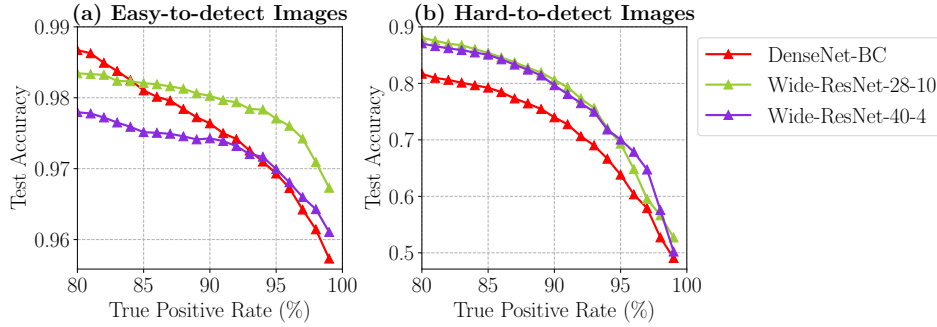 (a) Easy-to-detect Images
0.99
0.98
0.97
0.96
80 85 90 95 100
Test Accuracy
True Positive Rate (%)
(b) Hard-to-detect Images
0.9
0.8
0.7
0.6
0.5
80 85 90 95 100
Test Accuracy
True Positive Rate (%)
DenseNet-BC
Wide-ResNet-28-10
Wide-ResNet-40-4